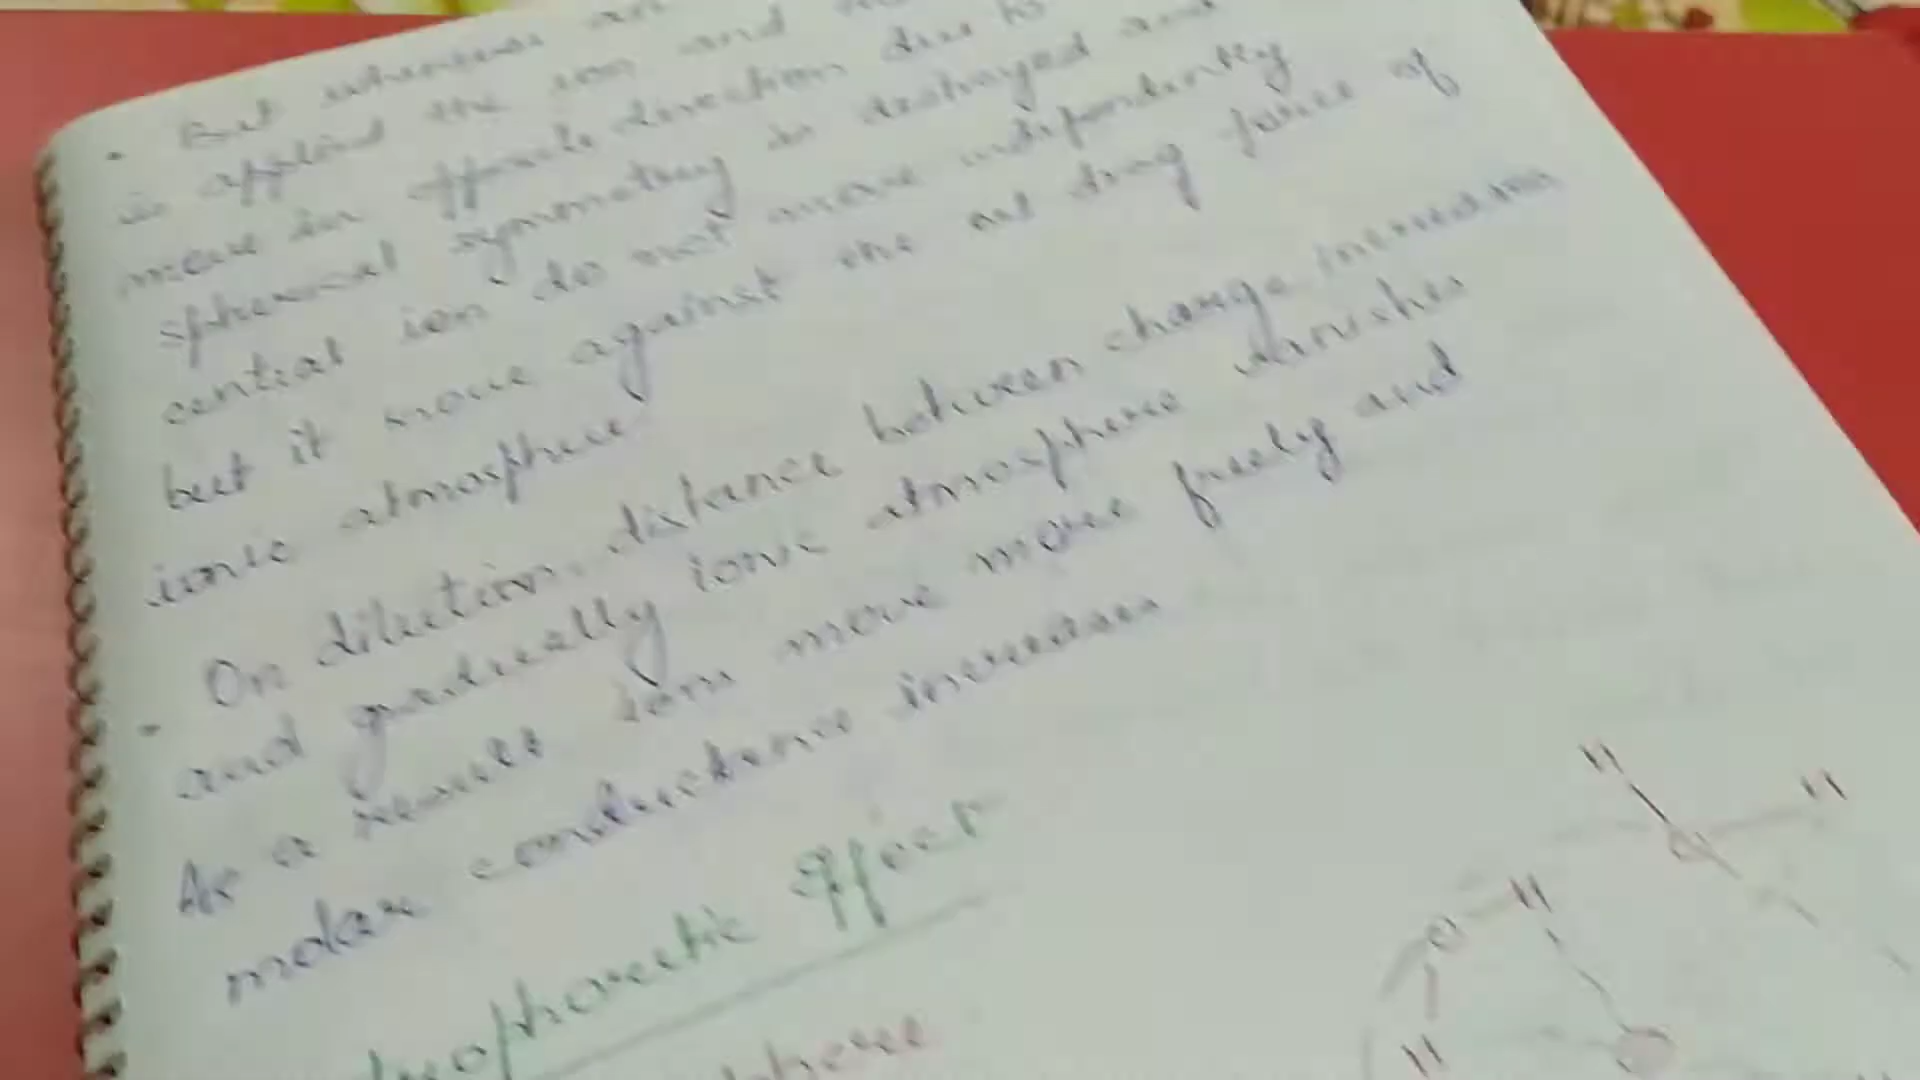 • But whenever an
is applied the ion and
move in opposite direction due to
spherical symmetry is destroyed and
central ion do not move independently
but it move against the drag force of
ionic atmosphere
• On dilution, distance between charge increases
and gradually ionic atmosphere vanishes
As a result ions move more freely and
molar conductance increases
phoretic effect
sphere
H
H
O
O-H
H
O